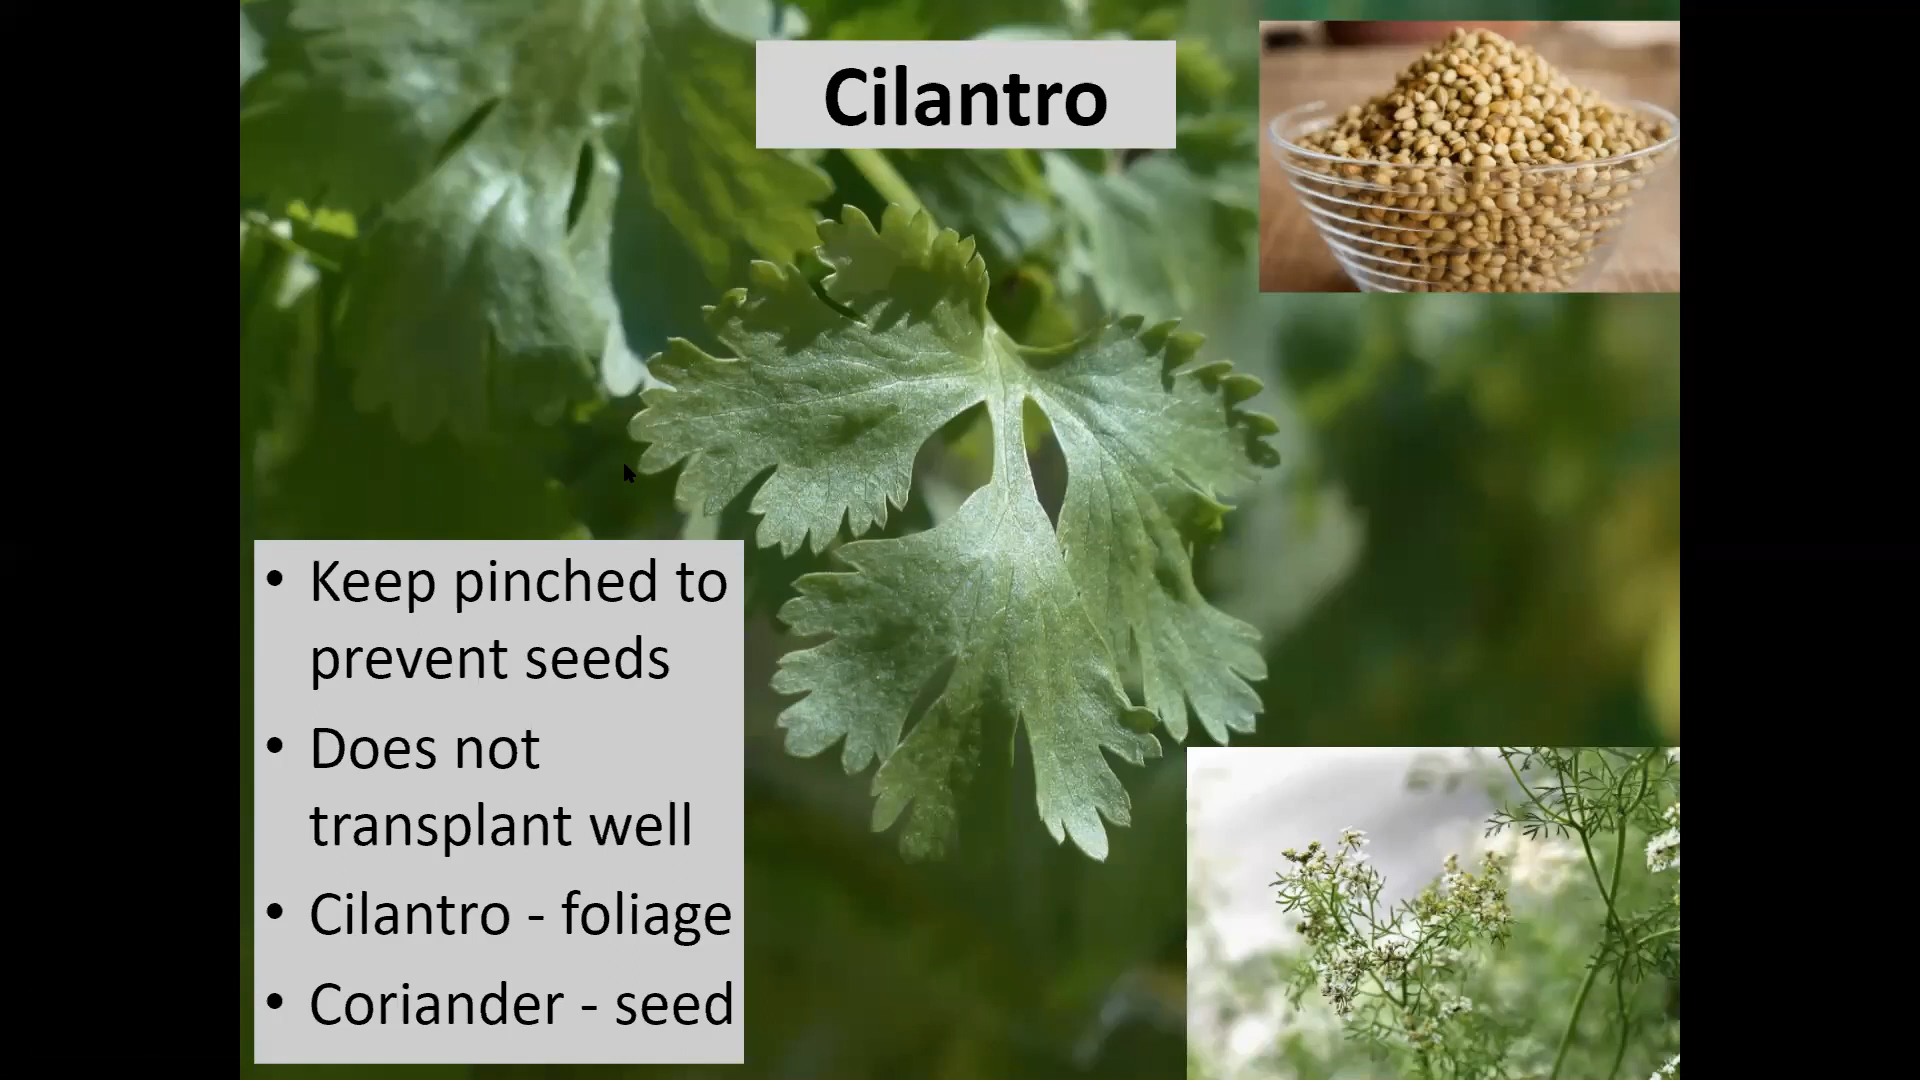 Cilantro
• Keep pinched to
prevent seeds
• Does not
transplant well
• Cilantro - foliage
• Coriander - seed